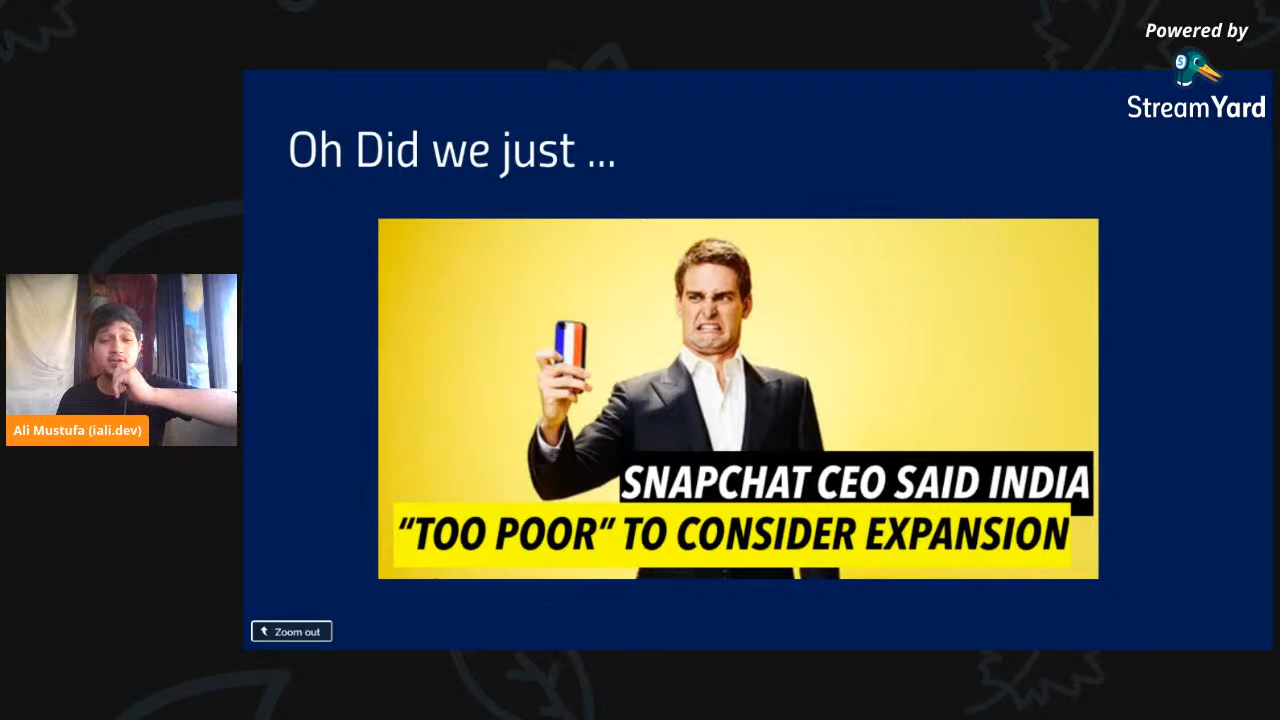 Powered by
StreamYard
Oh Did we just ...
SNAPCHAT CEO SAID INDIA
“TOO POOR” TO CONSIDER EXPANSION
Ali Mustufa (iali.dev)
Zoom out